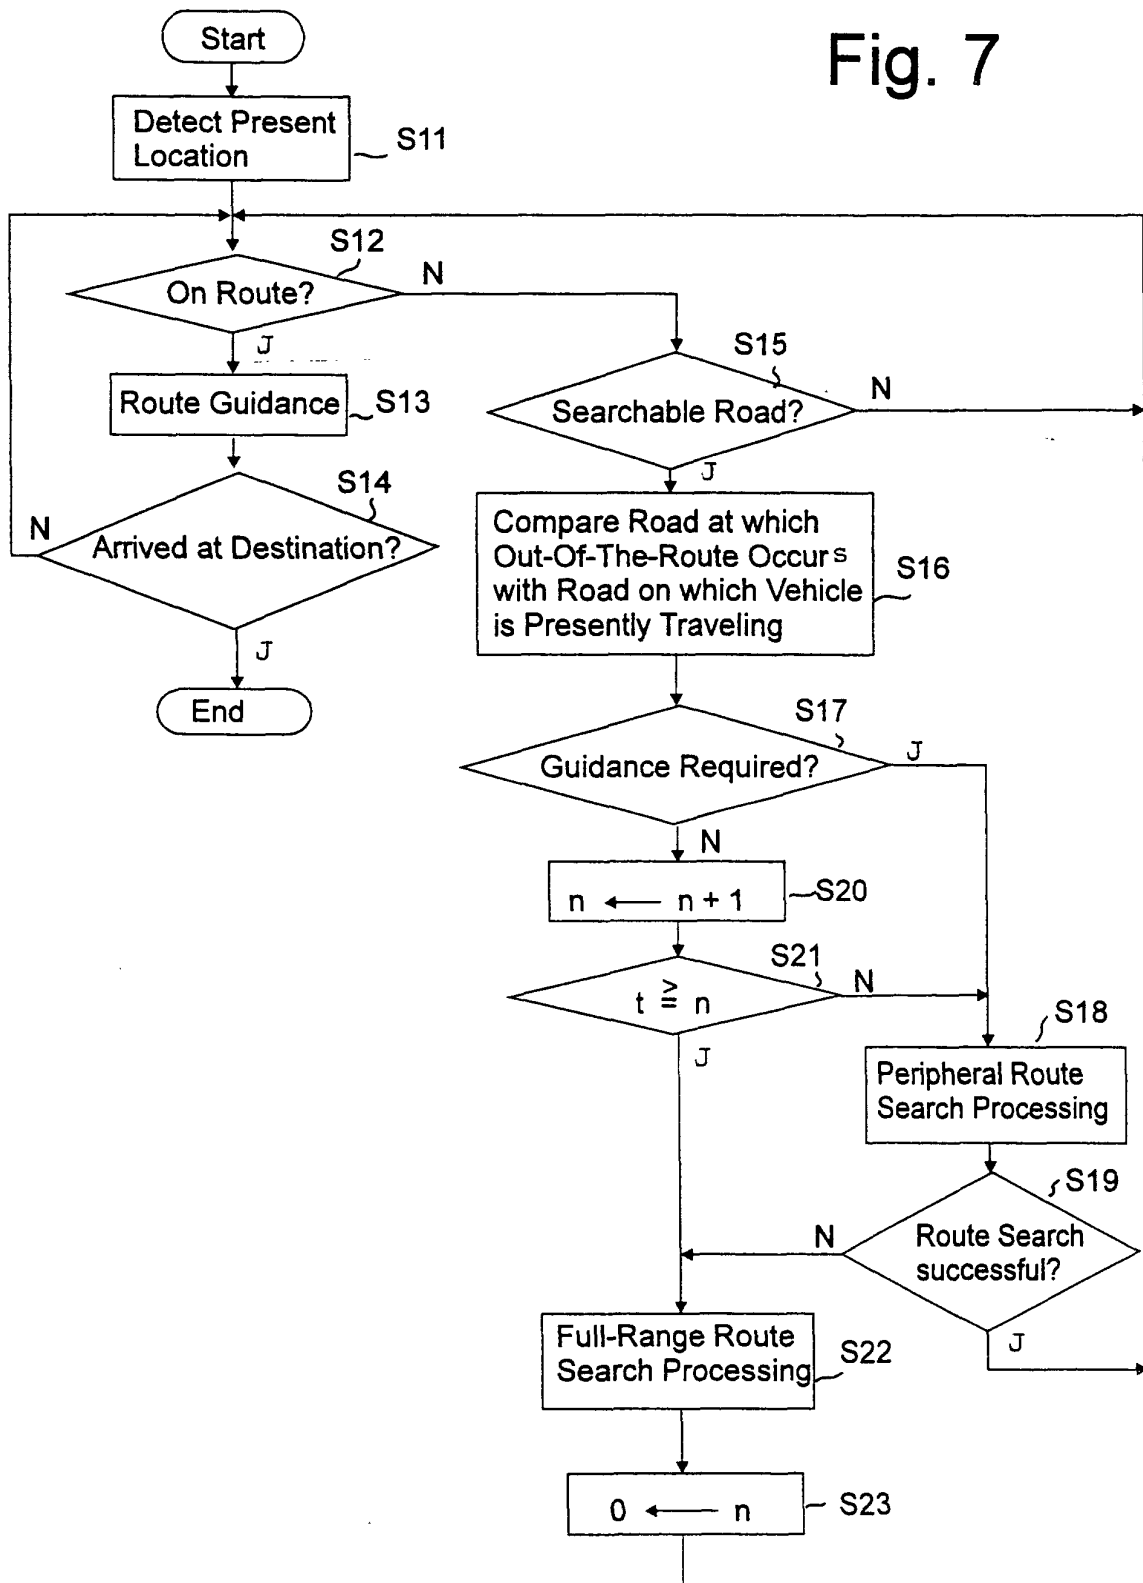 Fig. 7
Start
Detect Present
Location
S11
S12
On Route?
N
J
Route Guidance
S13
S14
N
Arrived at Destination?
J
End
S15
Searchable Road?
N
J
Compare Road at which
Out-Of-The-Route Occurs
with Road on which Vehicle
is Presently Traveling
S16
S17
Guidance Required?
J
N
n ← n + 1
S20
S21
t ≧ n
N
J
S18
Peripheral Route
Search Processing
S19
Route Search
successful?
N
J
Full-Range Route
Search Processing
S22
0 ← n
S23